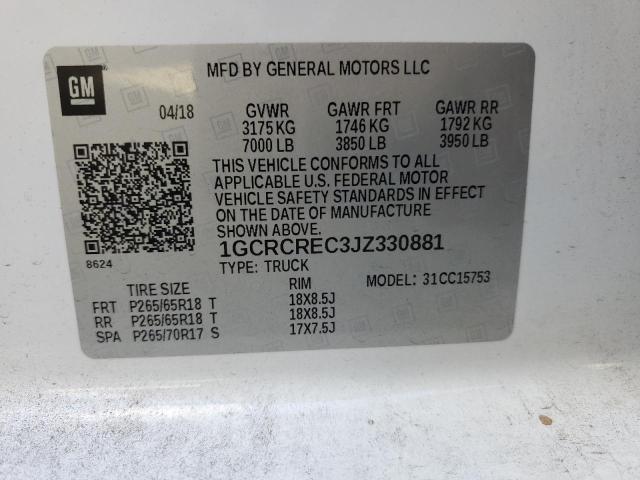 GM
MFD BY GENERAL MOTORS LLC
04/18 GVWR GAWR FRT GAWR RR
3175 KG 1746 KG 1792 KG
7000 LB 3850 LB 3950 LB
THIS VEHICLE CONFORMS TO ALL
APPLICABLE U.S. FEDERAL MOTOR
VEHICLE SAFETY STANDARDS IN EFFECT
ON THE DATE OF MANUFACTURE
SHOWN ABOVE.
1GCRCREC3JZ330881
8624
TYPE: TRUCK
MODEL: 31CC15753
TIRE SIZE RIM
FRT P265/65R18 T 18X8.5J
RR P265/65R18 T 18X8.5J
SPA P265/70R17 S 17X7.5J